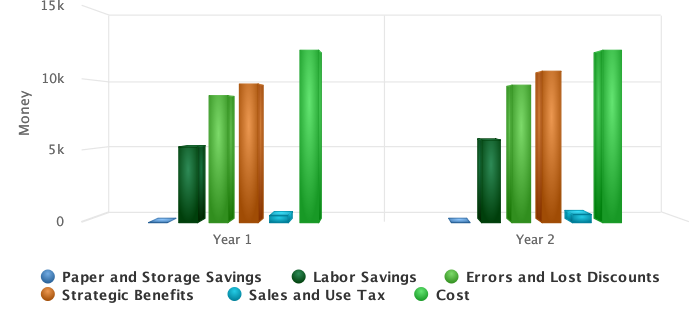 15k
10k
5k
0
Money
Year 1 Year 2
Paper and Storage Savings Labor Savings Errors and Lost Discounts
Strategic Benefits Sales and Use Tax Cost